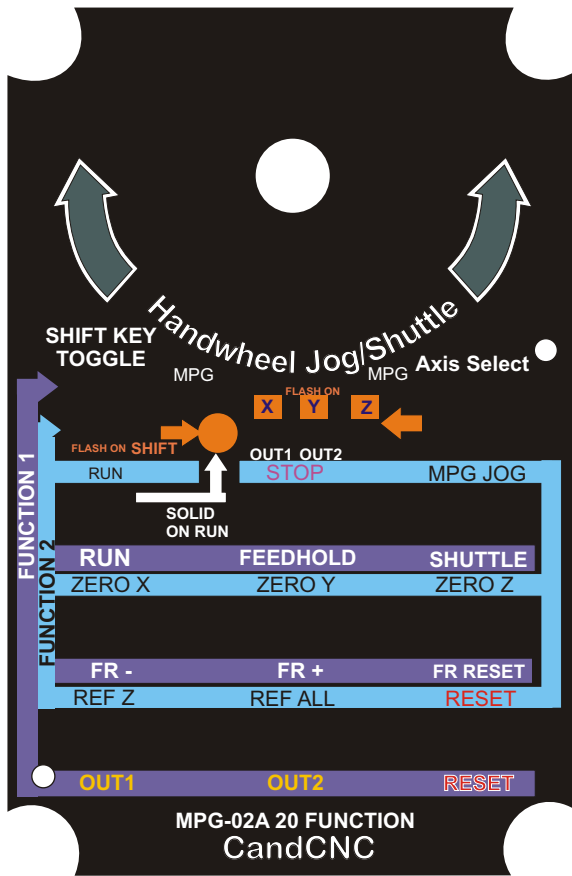 Handwheel Jog/Shuttle
SHIFT KEY
TOGGLE
MPG
MPG
Axis Select
FLASH ON
X Y Z
FLASH ON SHIFT
OUT1 OUT2
RUN
STOP
MPG JOG
SOLID
ON RUN
FUNCTION 1
FUNCTION 2
RUN FEEDHOLD SHUTTLE
ZERO X ZERO Y ZERO Z
FR - FR + FR RESET
REF Z REF ALL RESET
OUT1 OUT2 RESET
MPG-02A 20 FUNCTION
CandCNC